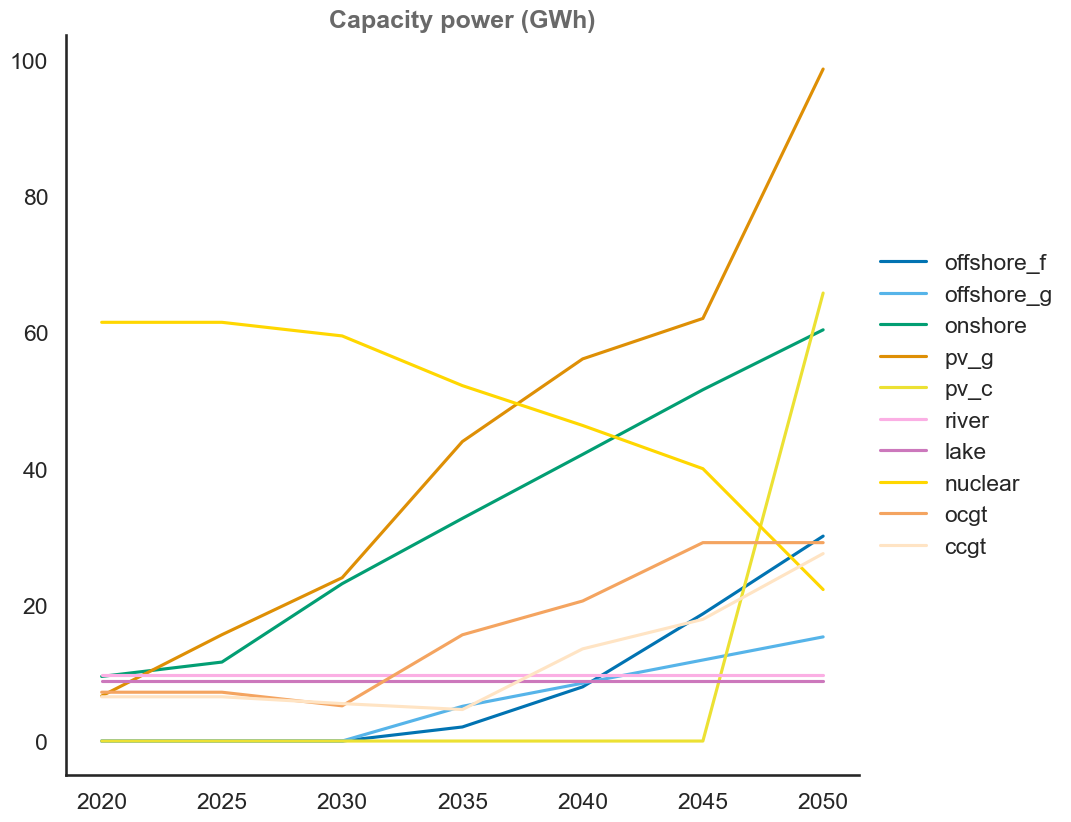 Capacity power (GWh)
100
80
60
40
20
0
2020 2025 2030 2035 2040 2045 2050
offshore_f
offshore_g
onshore
pv_g
pv_c
river
lake
nuclear
ocgt
ccgt